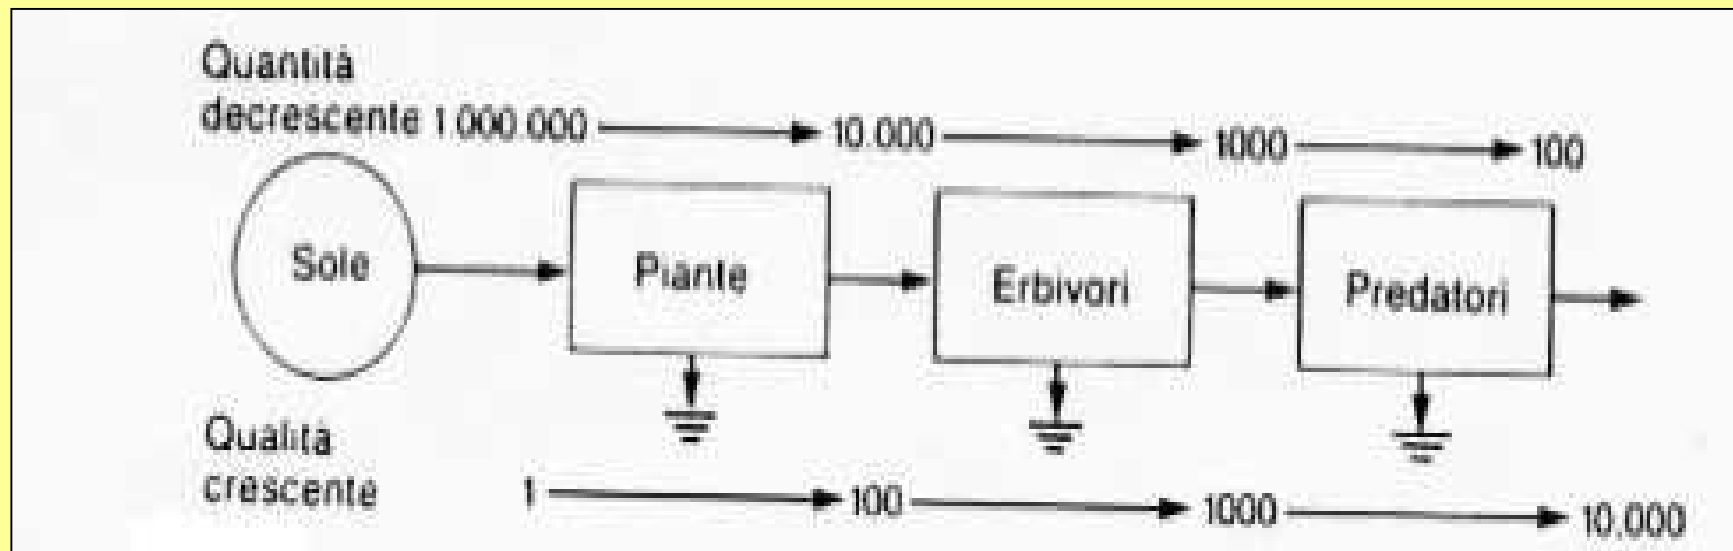 Quantità
decrescente 1.000.000 10.000 1000 100
Sole Piante Erbivori Predatori
Qualità
crescente 1 100 1000 10.000